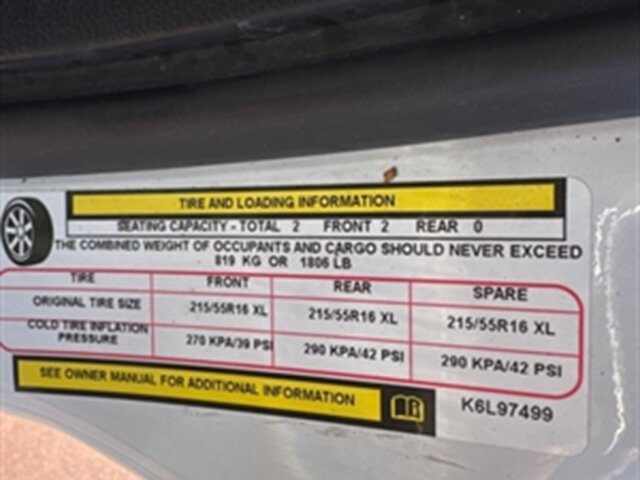 TIRE AND LOADING INFORMATION
SEATING CAPACITY - TOTAL 2 FRONT 2 REAR 0
THE COMBINED WEIGHT OF OCCUPANTS AND CARGO SHOULD NEVER EXCEED
819 KG OR 1806 LB
TIRE FRONT REAR SPARE
ORIGINAL TIRE SIZE 215/55R16 XL 215/55R16 XL 215/55R16 XL
COLD TIRE INFLATION
PRESSURE 270 KPA/39 PSI 290 KPA/42 PSI 290 KPA/42 PSI
SEE OWNER MANUAL FOR ADDITIONAL INFORMATION
K6L97499